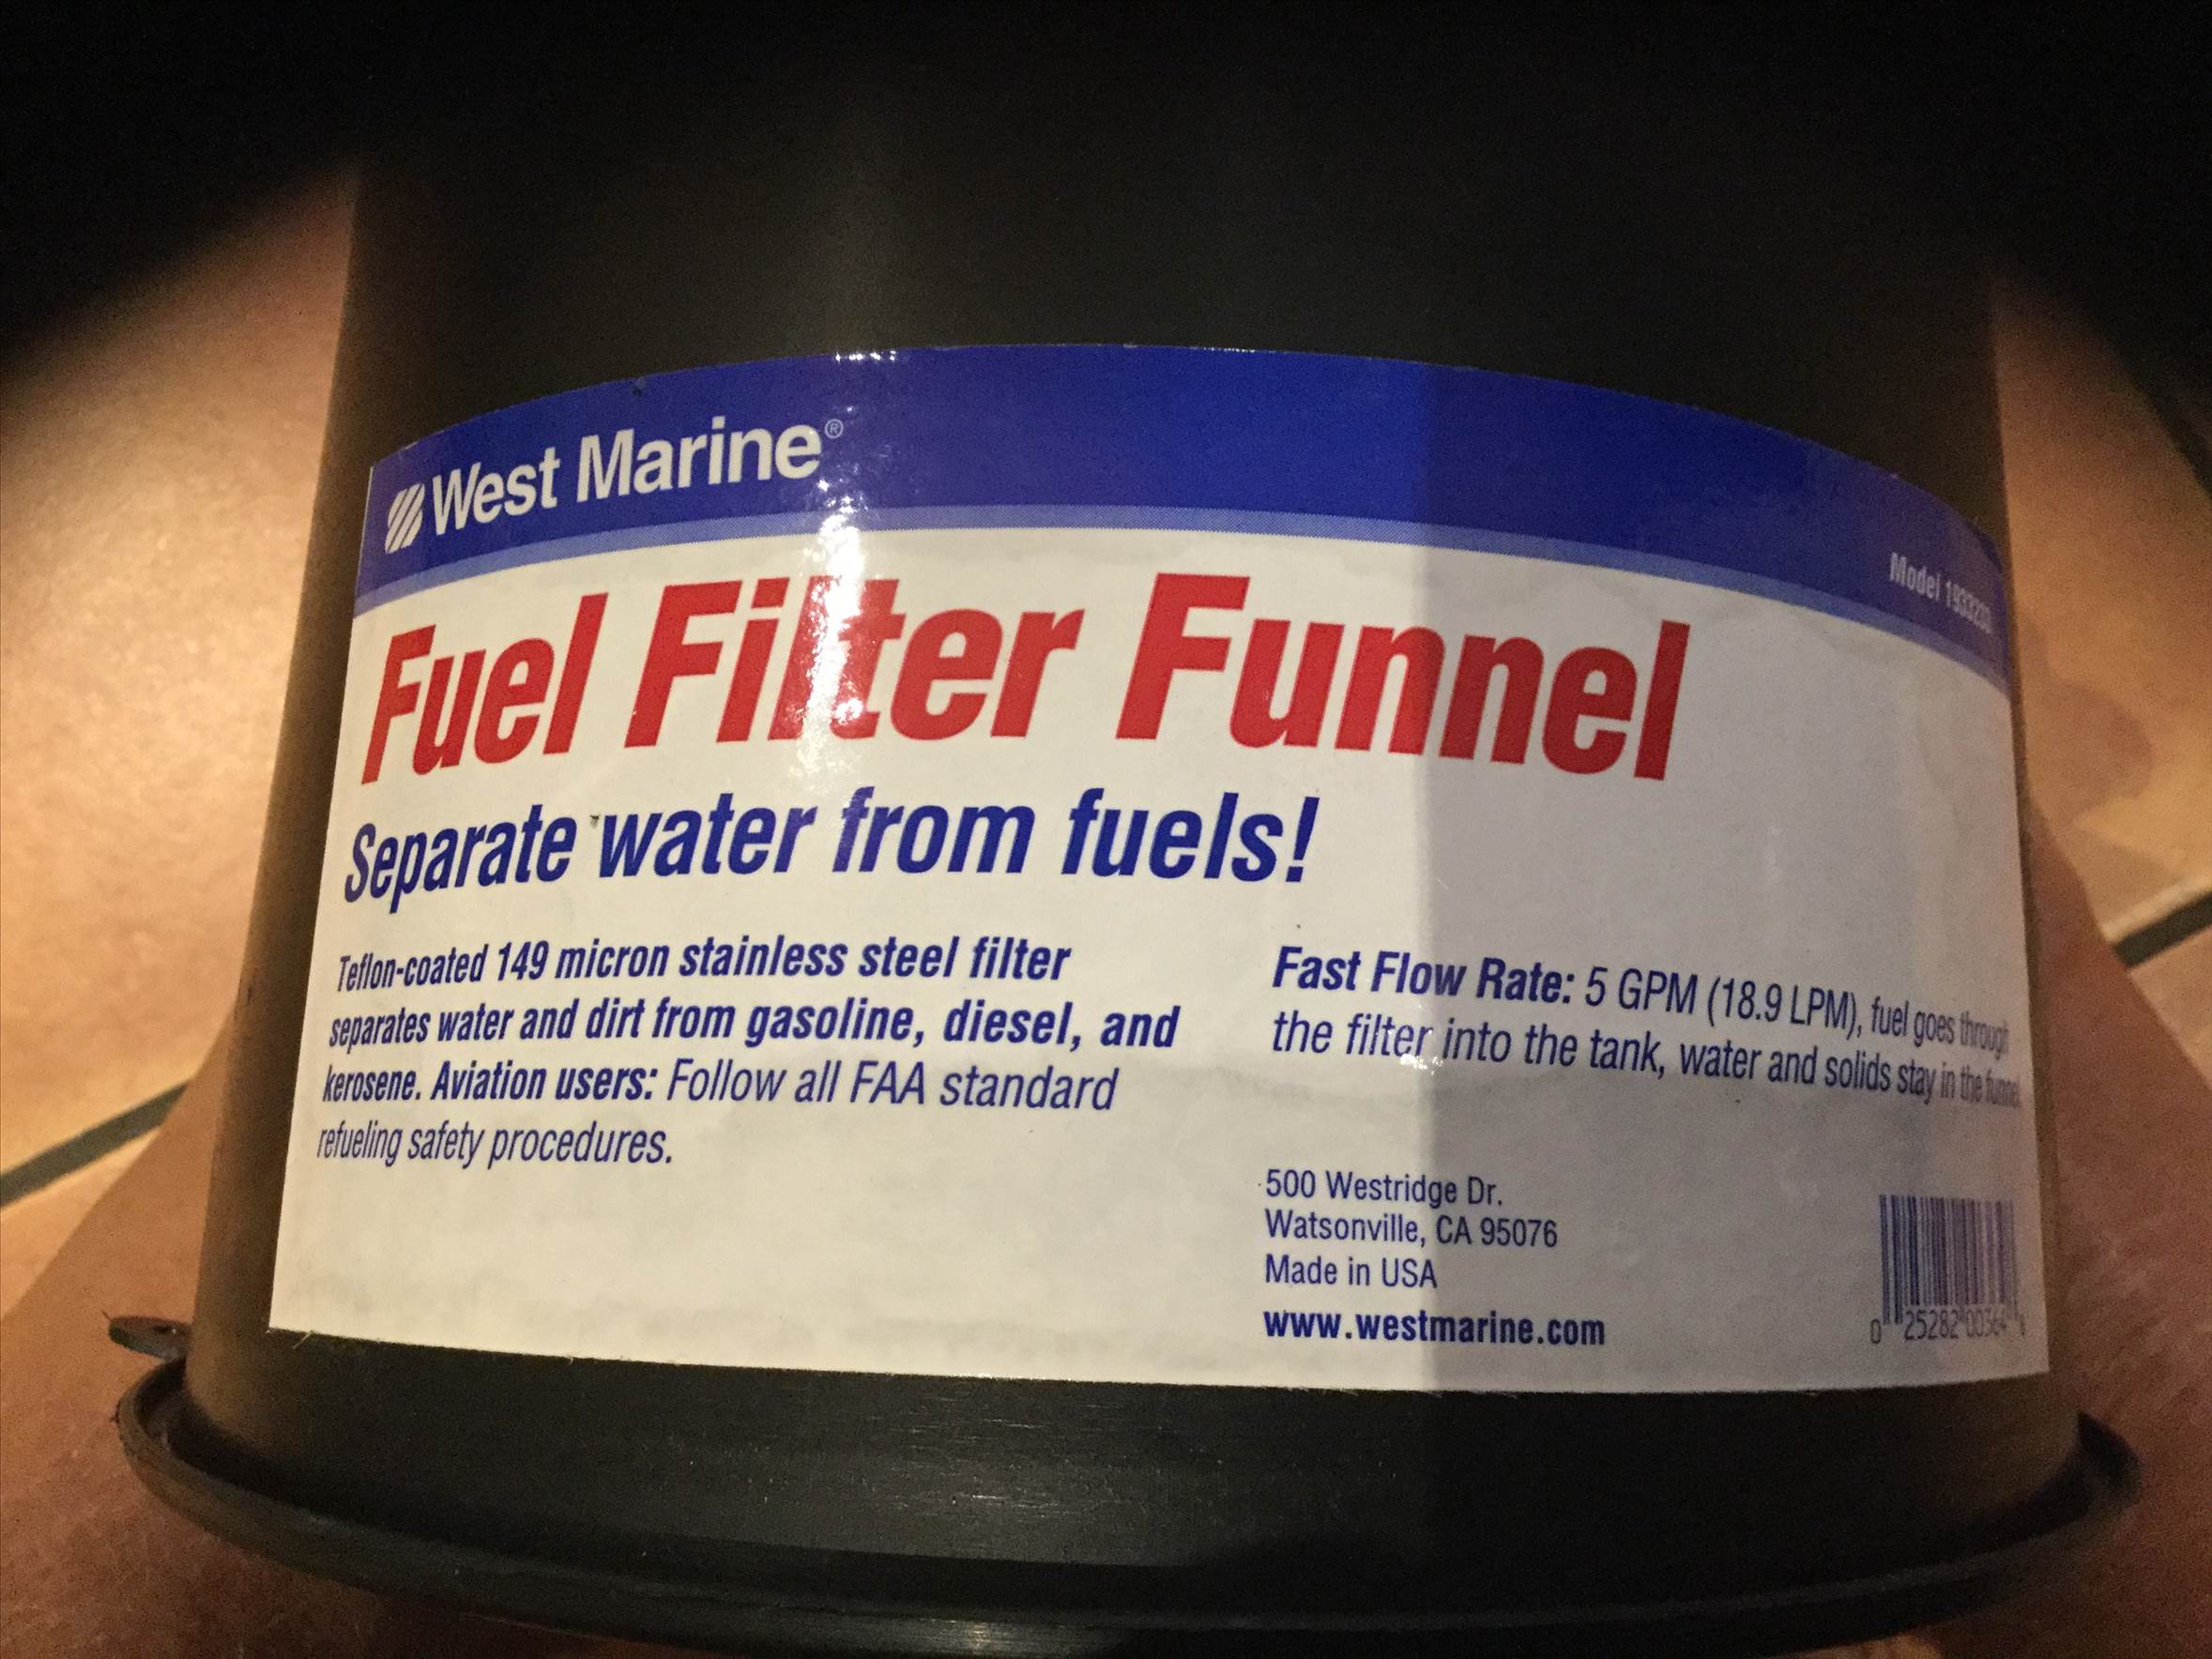 West Marine®
Model
Fuel Filter Funnel
Separate water from fuels!
Teflon-coated 149 micron stainless steel filter
separates water and dirt from gasoline, diesel, and
kerosene. Aviation users: Follow all FAA standard
refueling safety procedures.
Fast Flow Rate: 5 GPM (18.9 LPM), fuel goes through
the filter into the tank, water and solids stay in the funnel.
500 Westridge Dr.
Watsonville, CA 95076
Made in USA
www.westmarine.com
0 25282 00364